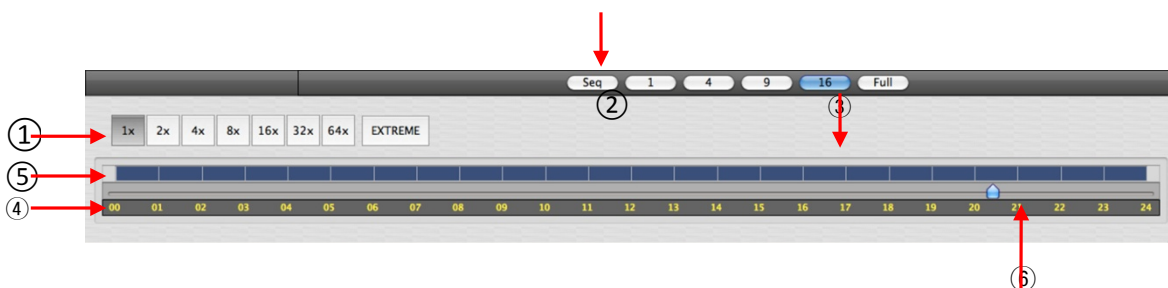 Seq 1 4 9 16 Full
② ③
① 1x 2x 4x 8x 16x 32x 64x EXTREME
⑤
④ 00 01 02 03 04 05 06 07 08 09 10 11 12 13 14 15 16 17 18 19 20 21 22 23 24
⑥